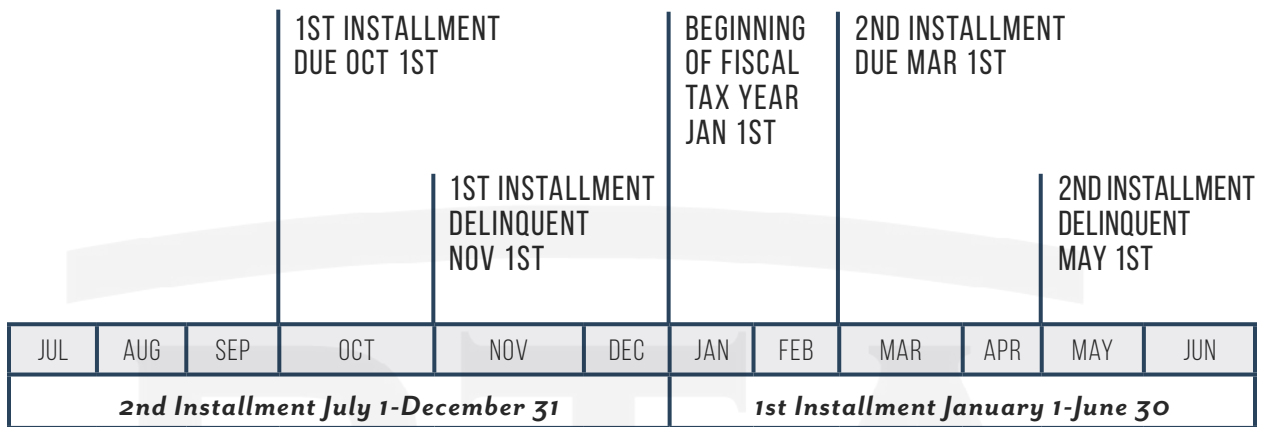 1ST INSTALLMENT
DUE OCT 1ST
BEGINNING
OF FISCAL
TAX YEAR
JAN 1ST
2ND INSTALLMENT
DUE MAR 1ST
1ST INSTALLMENT
DELINQUENT
NOV 1ST
2ND INSTALLMENT
DELINQUENT
MAY 1ST
JUL AUG SEP OCT NOV DEC JAN FEB MAR APR MAY JUN
2nd Installment July 1-December 31 1st Installment January 1-June 30